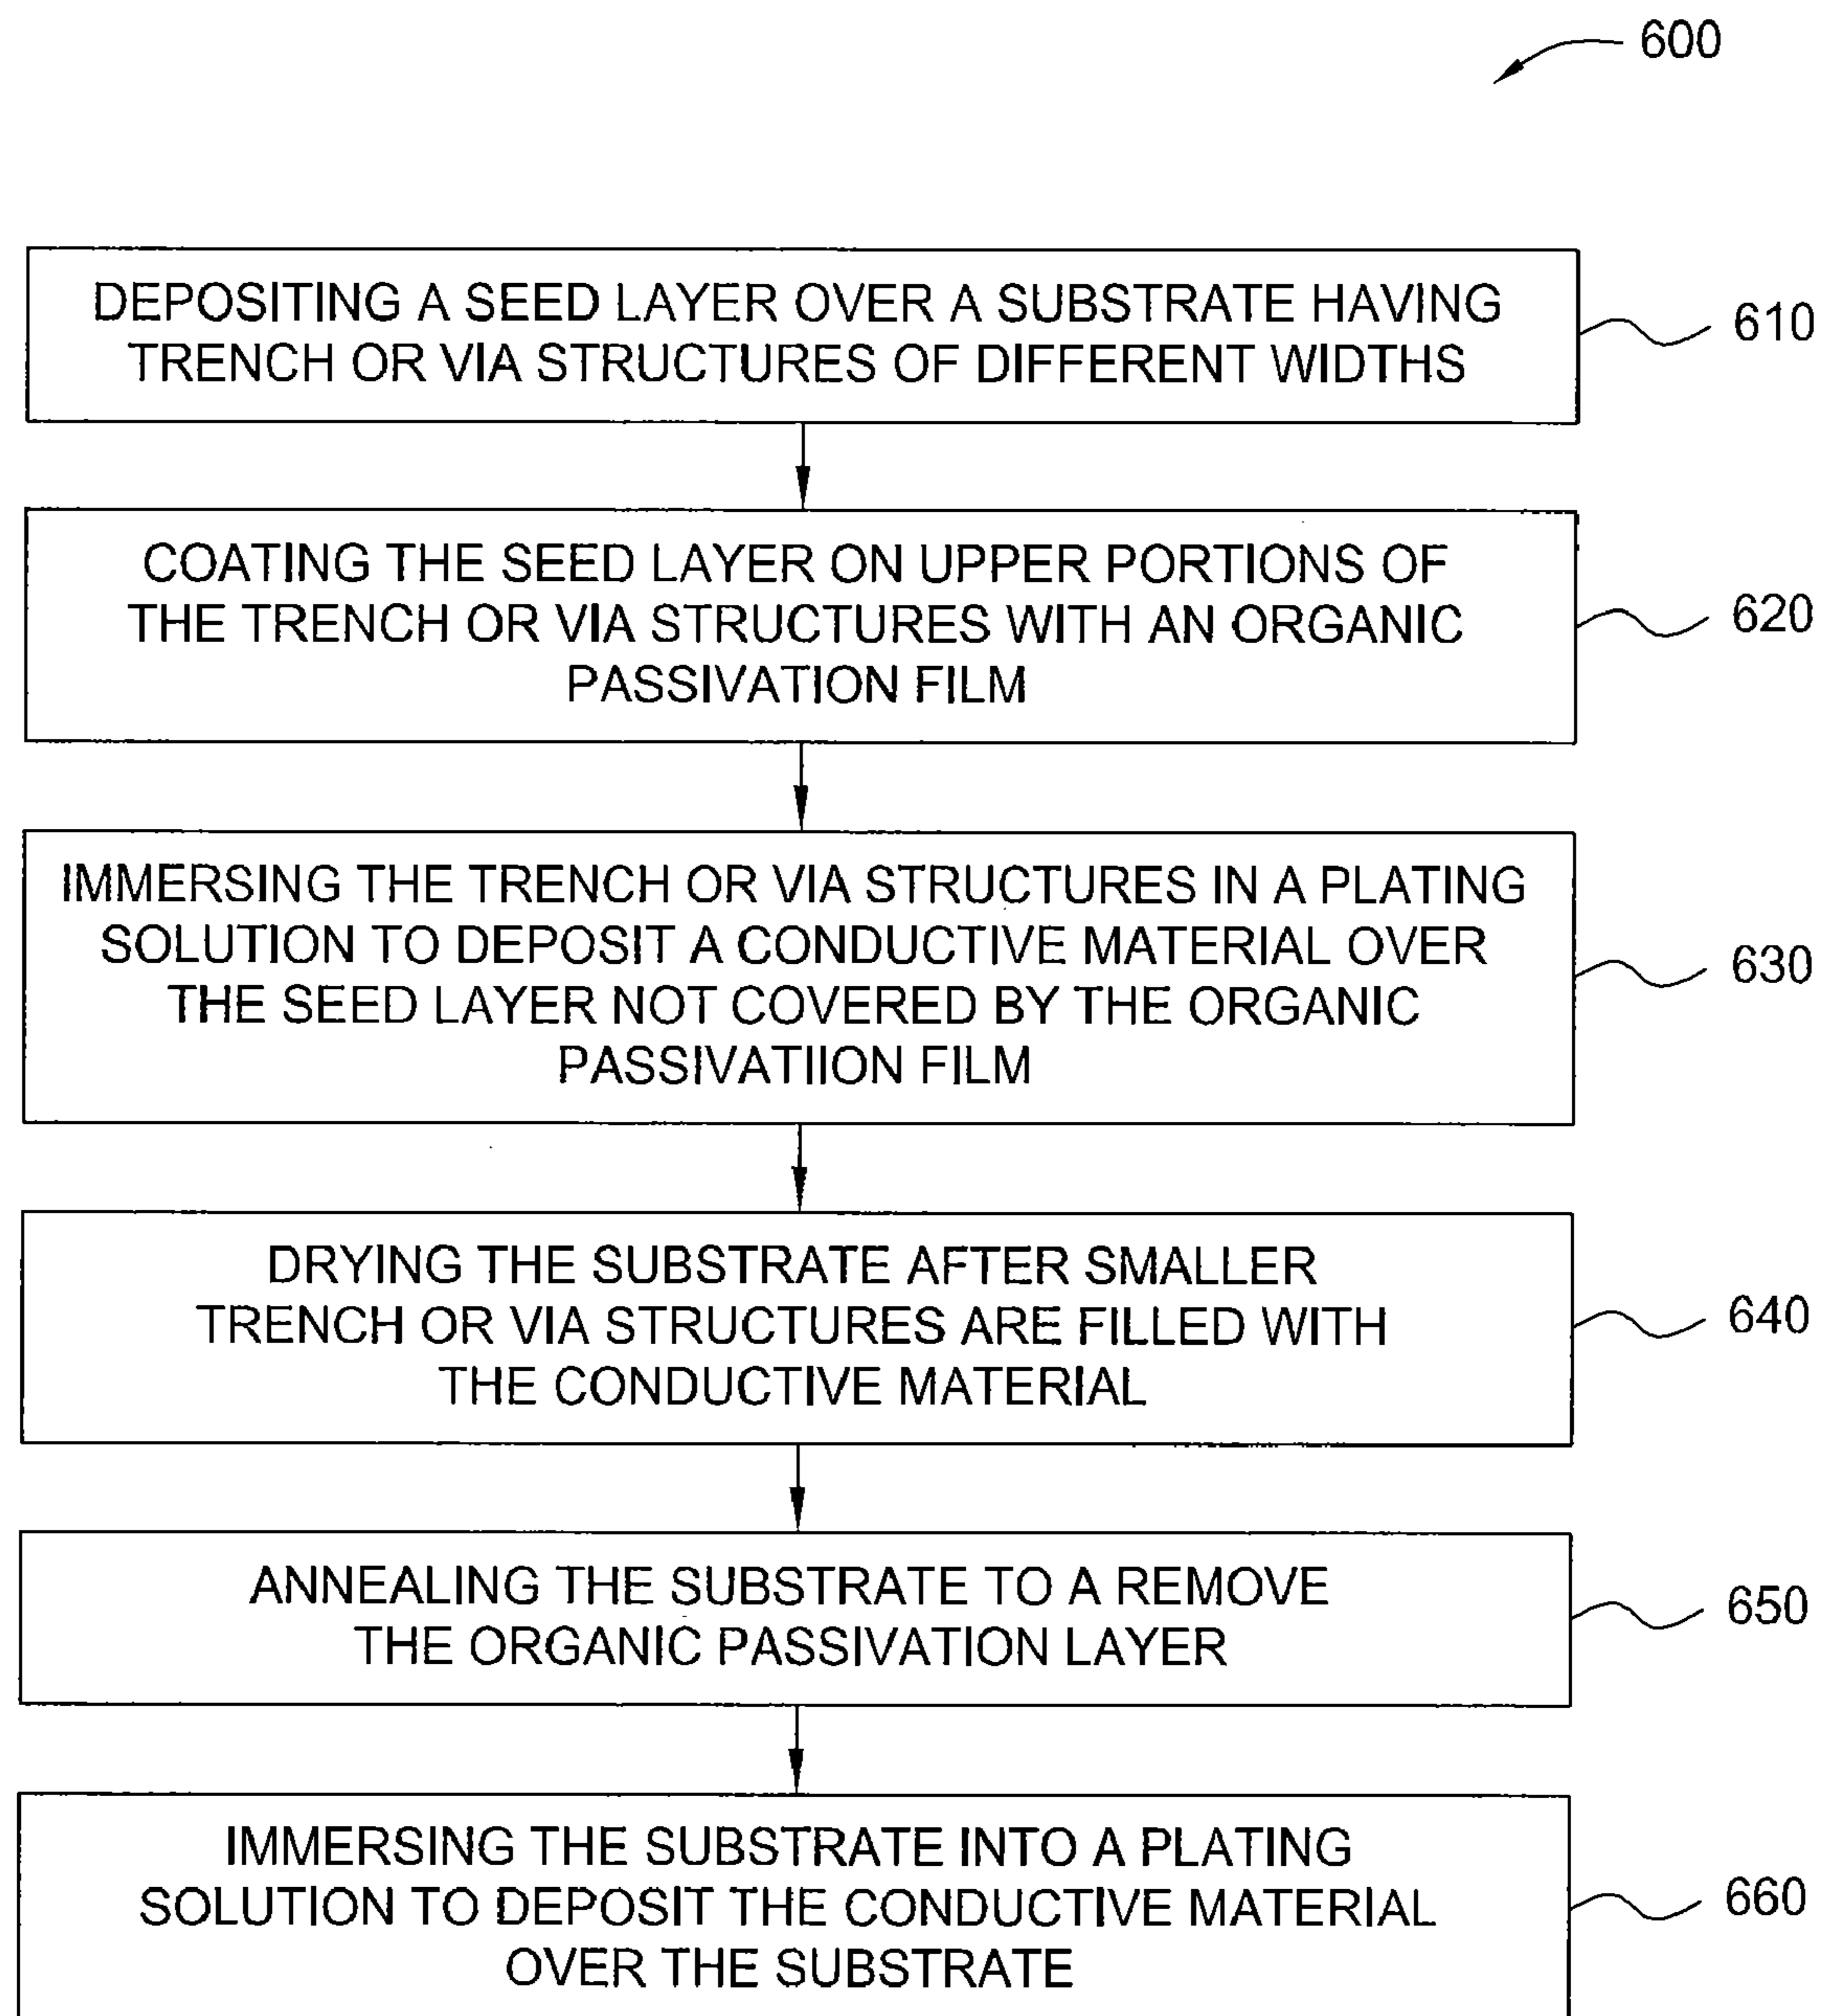 600
DEPOSITING A SEED LAYER OVER A SUBSTRATE HAVING
TRENCH OR VIA STRUCTURES OF DIFFERENT WIDTHS
610
COATING THE SEED LAYER ON UPPER PORTIONS OF
THE TRENCH OR VIA STRUCTURES WITH AN ORGANIC
PASSIVATION FILM
620
IMMERSING THE TRENCH OR VIA STRUCTURES IN A PLATING
SOLUTION TO DEPOSIT A CONDUCTIVE MATERIAL OVER
THE SEED LAYER NOT COVERED BY THE ORGANIC
PASSIVATIION FILM
630
DRYING THE SUBSTRATE AFTER SMALLER
TRENCH OR VIA STRUCTURES ARE FILLED WITH
THE CONDUCTIVE MATERIAL
640
ANNEALING THE SUBSTRATE TO A REMOVE
THE ORGANIC PASSIVATION LAYER
650
IMMERSING THE SUBSTRATE INTO A PLATING
SOLUTION TO DEPOSIT THE CONDUCTIVE MATERIAL
OVER THE SUBSTRATE
660